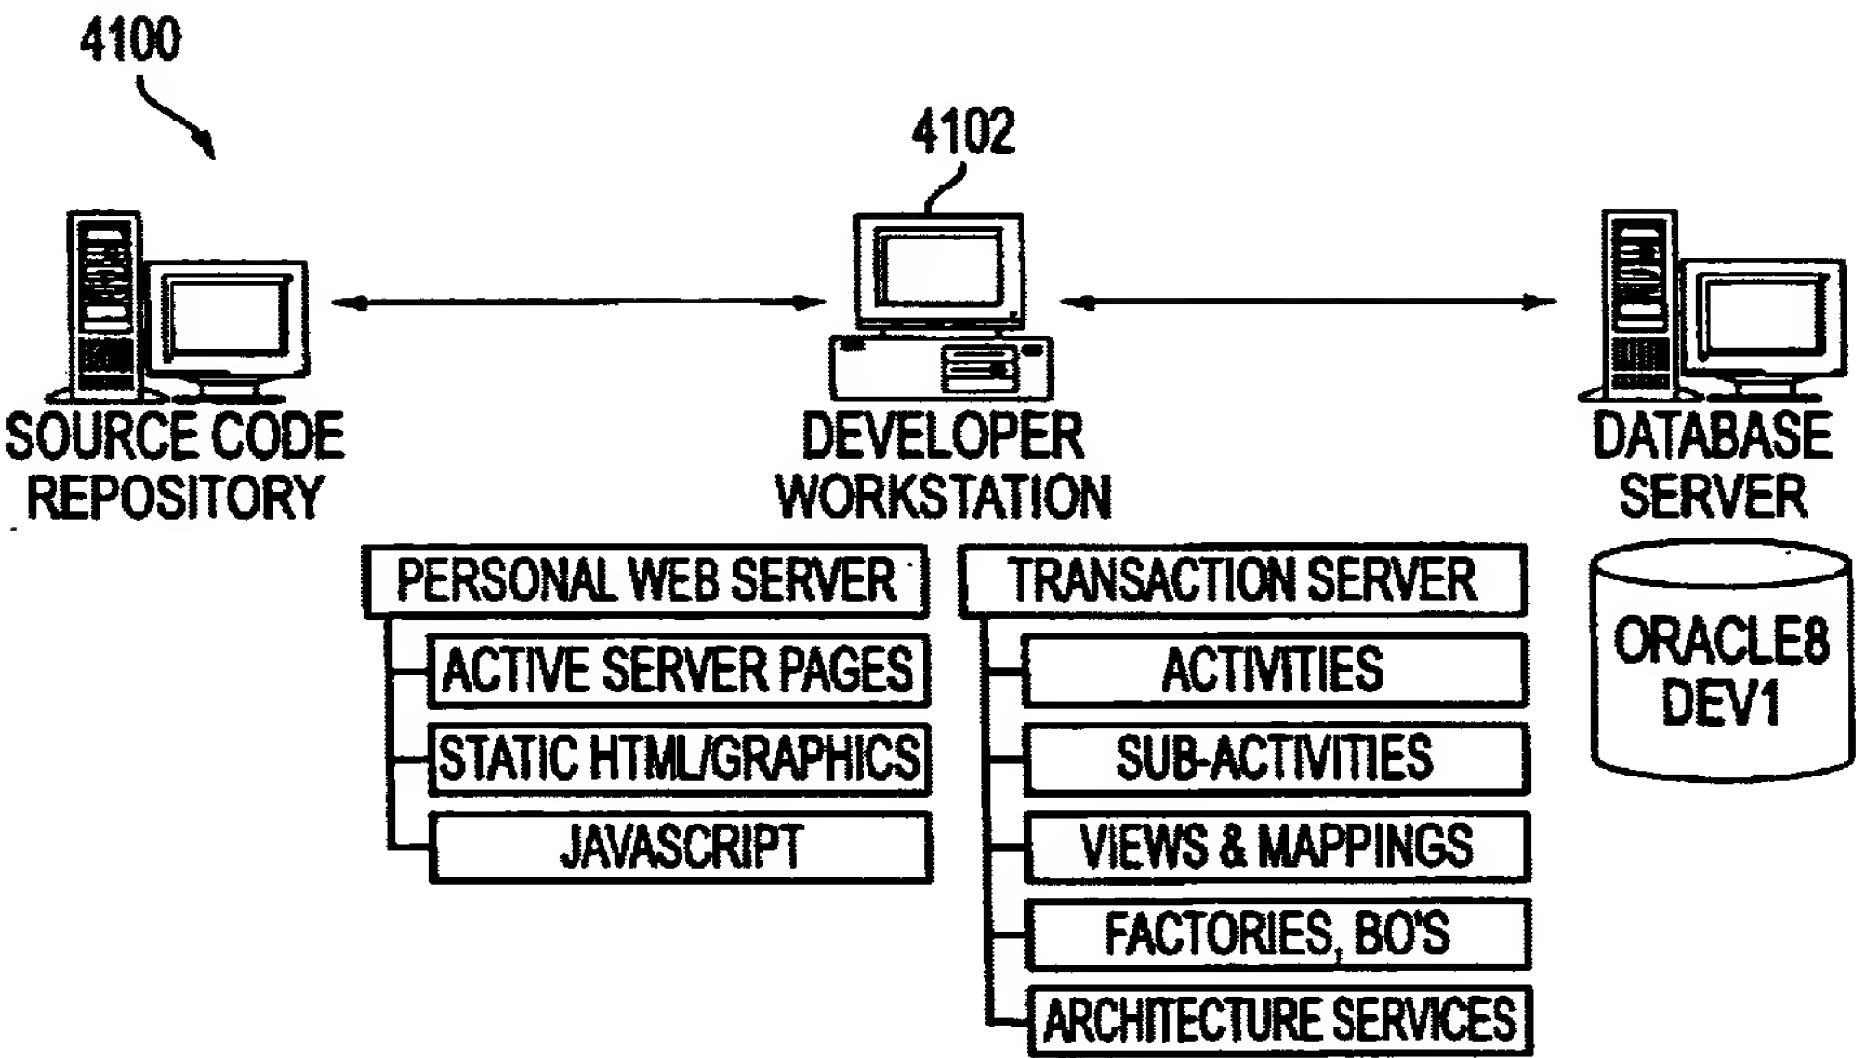 4100
4102
SOURCE CODE
REPOSITORY
DEVELOPER
WORKSTATION
DATABASE
SERVER
PERSONAL WEB SERVER
ACTIVE SERVER PAGES
STATIC HTML/GRAPHICS
JAVASCRIPT
TRANSACTION SERVER
ACTIVITIES
SUB-ACTIVITIES
VIEWS & MAPPINGS
FACTORIES, BO'S
ARCHITECTURE SERVICES
ORACLE8
DEV1